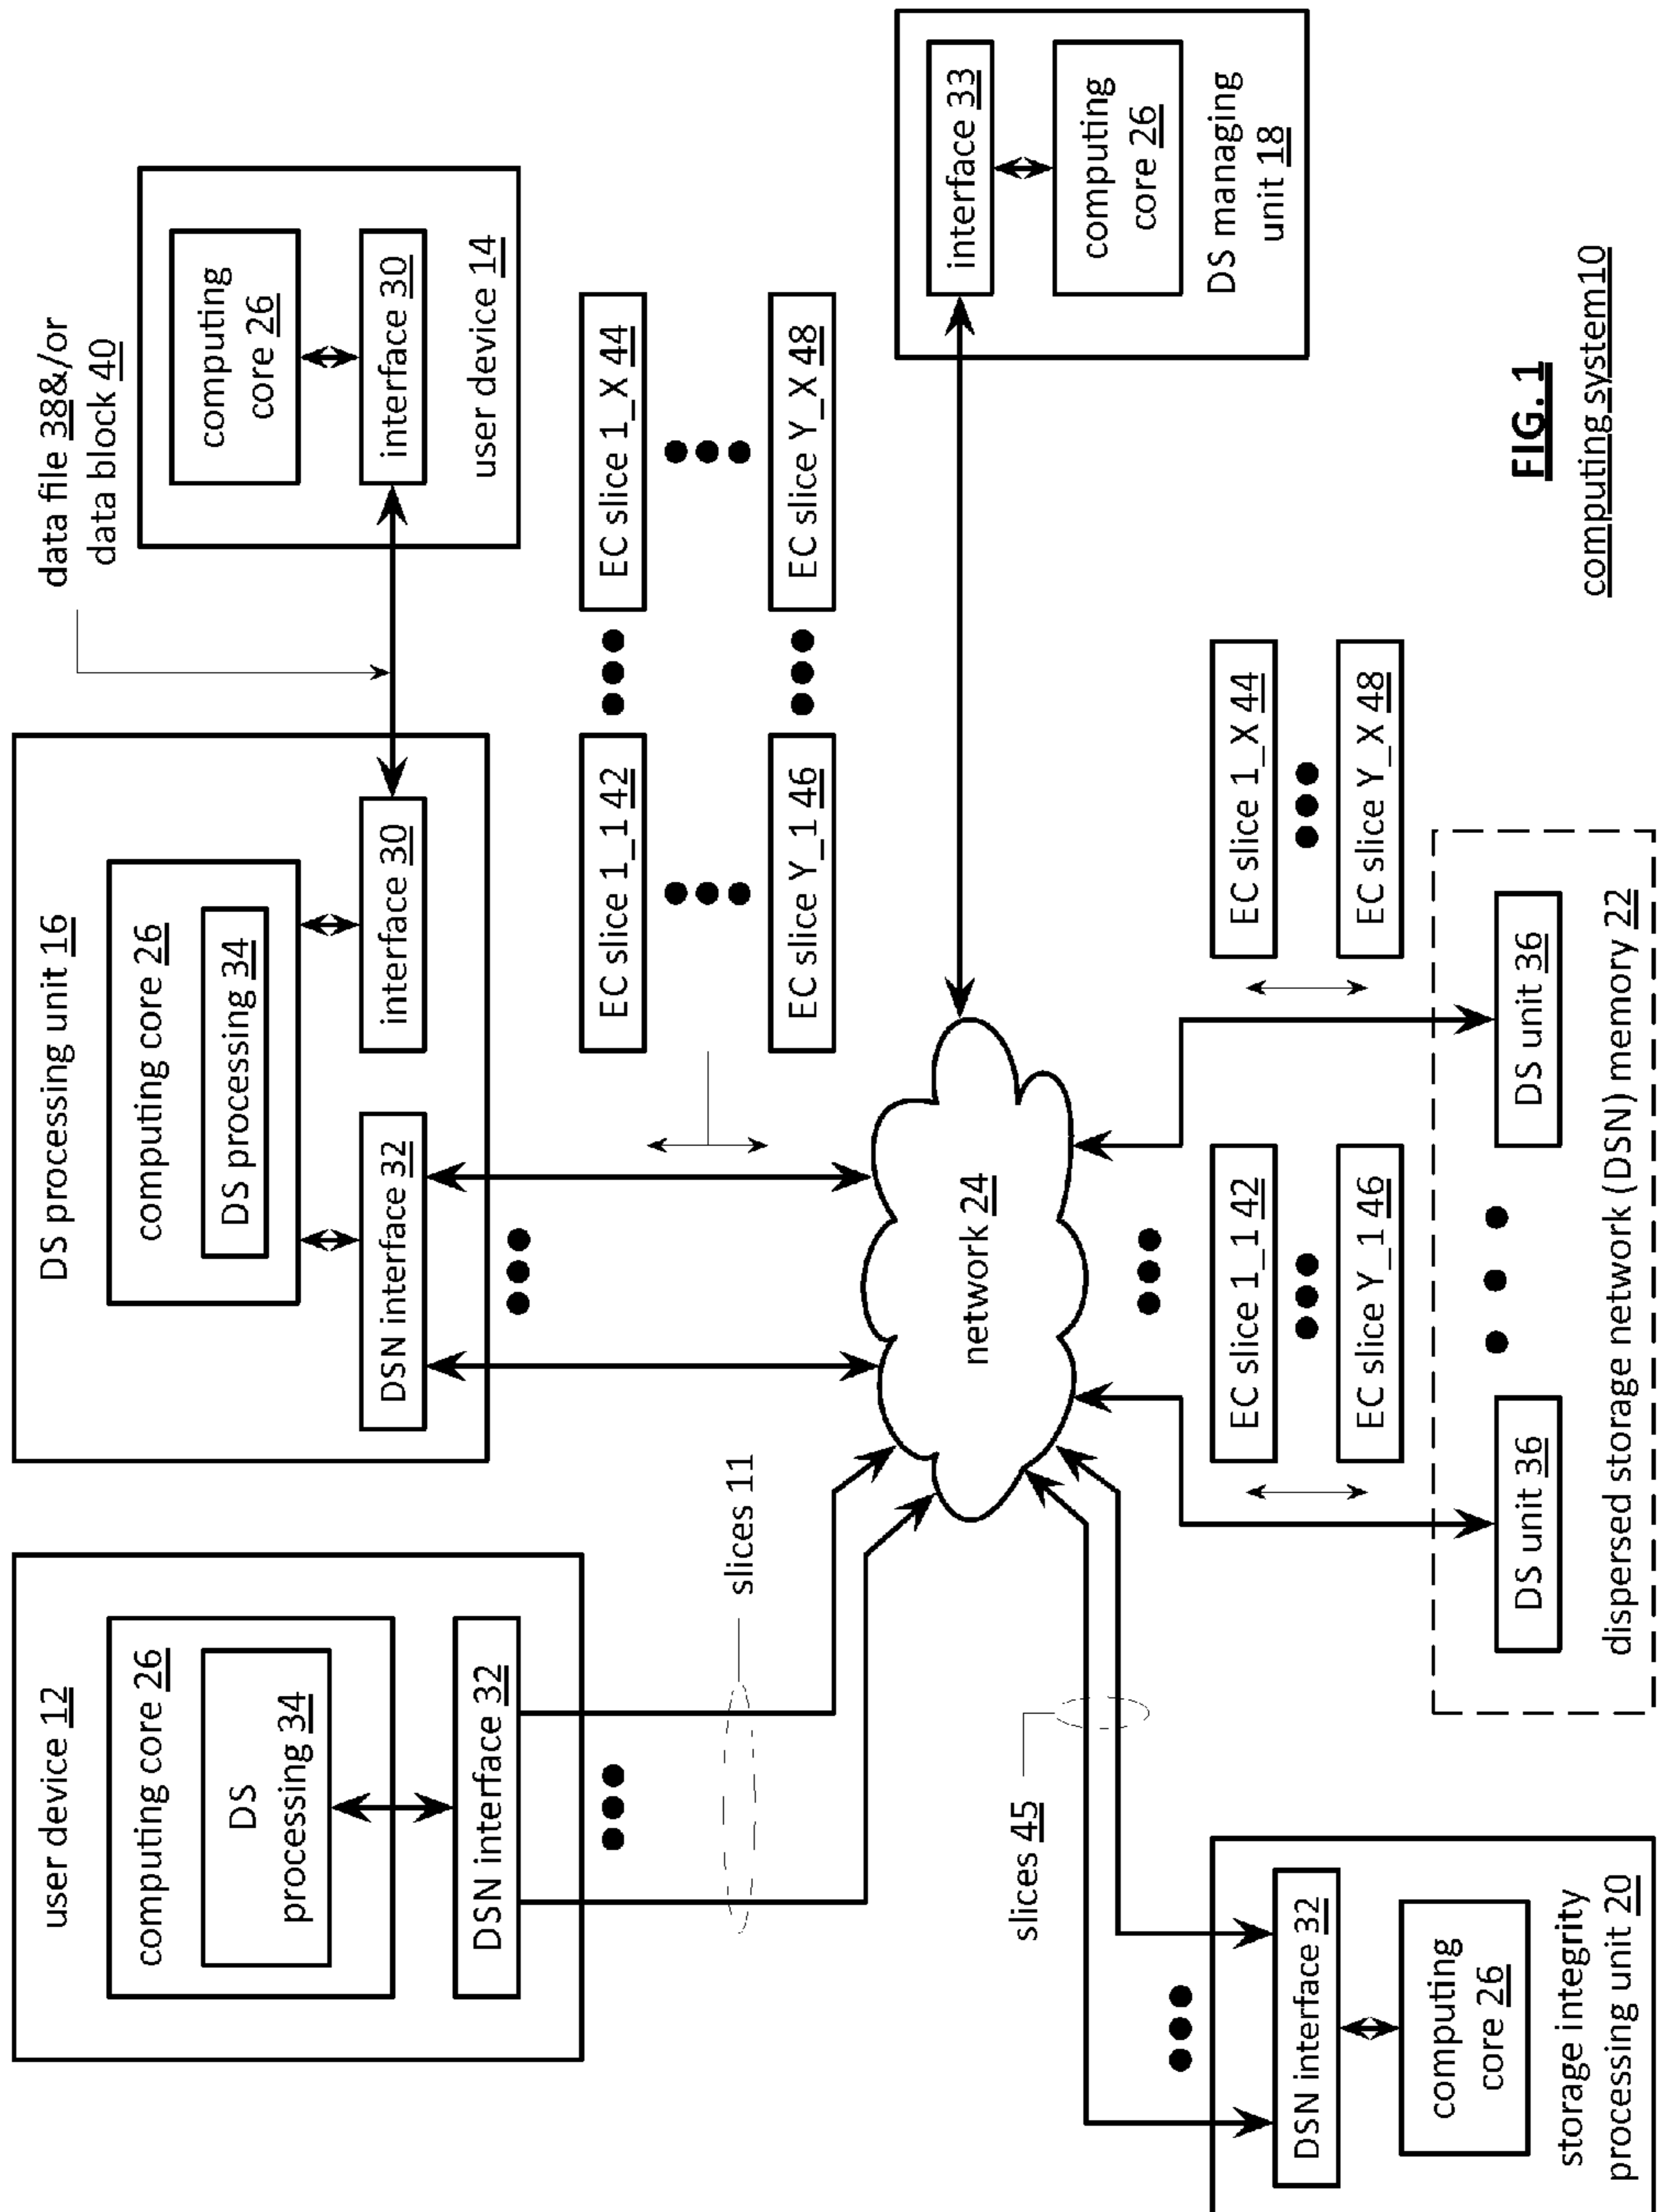 user device 12
computing core 26
DS
processing 34
DSN interface 32
slices 11
DS processing unit 16
computing core 26
DS processing 34
DSN interface 32
interface 30
data file 38&/or
data block 40
computing
core 26
interface 30
user device 14
EC slice 1_1 42
EC slice 1_X 44
EC slice Y_1 46
EC slice Y_X 48
network 24
interface 33
computing
core 26
DS managing
unit 18
slices 45
DSN interface 32
computing
core 26
storage integrity
processing unit 20
EC slice 1_1 42
EC slice Y_1 46
EC slice 1_X 44
EC slice Y_X 48
DS unit 36
DS unit 36
dispersed storage network (DSN) memory 22
FIG. 1
computing system10